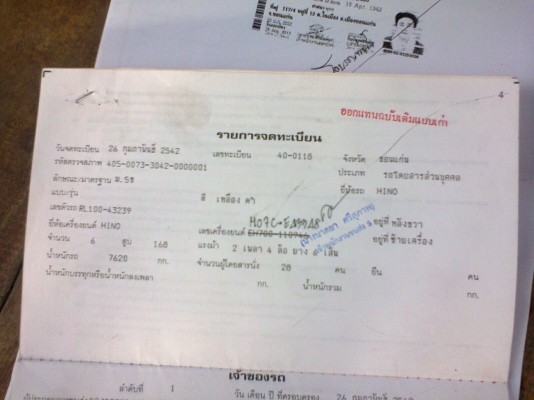 15 Apr. 1962
ออกแทนฉบับเดิมแบบเก่า
4
รายการจดทะเบียน
วันจดทะเบียน 26 กุมภาพันธ์ 2542 เลขทะเบียน 40-0118 จังหวัด ขอนแก่น
รหัสตรวจสภาพ 405-0073-3042-0000001 ประเภท รถโดยสารส่วนบุคคล
ลักษณะ/มาตรฐาน ม.5ข ยี่ห้อรถ HINO
แบบ/รุ่น สี เหลือง ดำ
เลขตัวรถ RL100-43239 อยู่ที่ หลังขวา
ยี่ห้อเครื่องยนต์ HINO เลขเครื่องยนต์ อยู่ที่ ซ้ายเครื่อง
จำนวน 6 สูบ 168 แรงม้า 2 เพลา 4 ล้อ ยาง เส้น
น้ำหนักรถ 7620 กก. จำนวนผู้โดยสารนั่ง 28 คน ยืน คน
น้ำหนักบรรทุกหรือน้ำหนักลงเพลา กก. น้ำหนักรวม กก.
เจ้าของรถ
ลำดับที่ 1 วัน เดือน ปี ที่ครอบครอง 26 กุมภาพันธ์